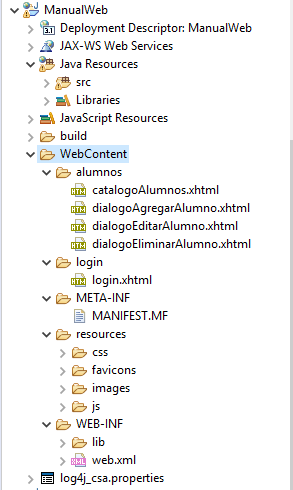 ManualWeb
Deployment Descriptor: ManualWeb
JAX-WS Web Services
Java Resources
src
Libraries
JavaScript Resources
build
WebContent
alumnos
catalogoAlumnos.xhtml
dialogoAgregarAlumno.xhtml
dialogoEditarAlumno.xhtml
dialogoEliminarAlumno.xhtml
login
login.xhtml
META-INF
MANIFEST.MF
resources
css
favicons
images
js
WEB-INF
lib
web.xml
log4j_csa.properties